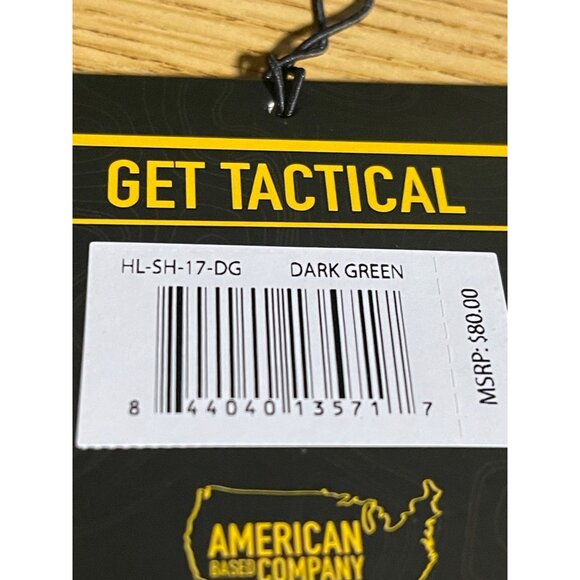 GET TACTICAL
HL-SH-17-DG DARK GREEN
8 44040 13571 7
MSRP: $80.00
AMERICAN
BASED COMPANY